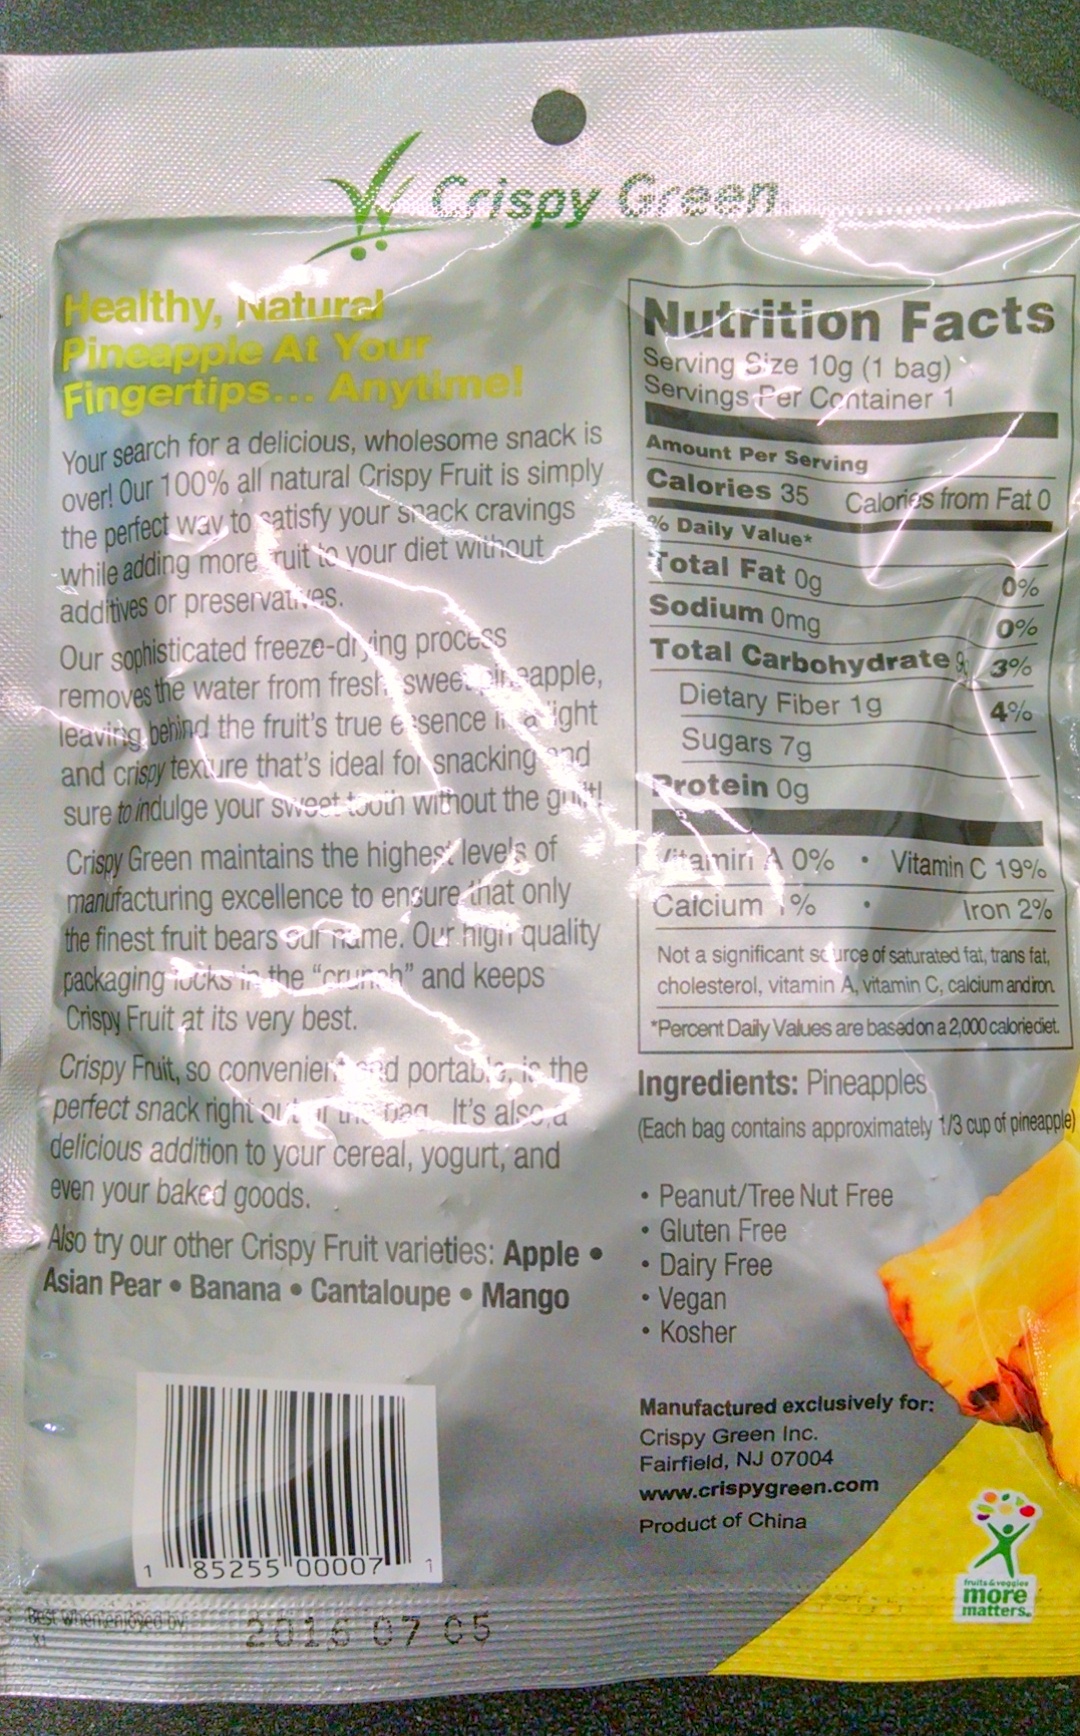 Crispy Green
Healthy, Natural
Pineapple At Your
Fingertips... Anytime!
Your search for a delicious, wholesome snack is
over! Our 100% all natural Crispy Fruit is simply
the perfect way to satisfy your snack cravings
while adding more fruit to your diet without
additives or preservatives.
Our sophisticated freeze-drying process
removes the water from fresh, sweet pineapple,
leaving behind the fruit's true essence in a light
and crispy texture that's ideal for snacking and
sure to indulge your sweet tooth without the guilt!
Crispy Green maintains the highest levels of
manufacturing excellence to ensure that only
the finest fruit bears our name. Our high quality
packaging locks in the "crunch" and keeps
Crispy Fruit at its very best.
Crispy Fruit, so convenient and portable, is the
perfect snack right out of the bag. It's also a
delicious addition to your cereal, yogurt, and
even your baked goods.
Also try our other Crispy Fruit varieties: Apple •
Asian Pear • Banana • Cantaloupe • Mango
1 85255 00007 1
Best when enjoyed by
X1
2016 07 05
Nutrition Facts
Serving Size 10g (1 bag)
Servings Per Container 1
Amount Per Serving
Calories 35 Calories from Fat 0
% Daily Value*
Total Fat 0g 0%
Sodium 0mg 0%
Total Carbohydrate 9g 3%
Dietary Fiber 1g 4%
Sugars 7g
Protein 0g
Vitamin A 0% • Vitamin C 19%
Calcium 1% • Iron 2%
Not a significant source of saturated fat, trans fat,
cholesterol, vitamin A, vitamin C, calcium and iron.
*Percent Daily Values are based on a 2,000 calorie diet.
Ingredients: Pineapples
(Each bag contains approximately 1/3 cup of pineapple)
• Peanut/Tree Nut Free
• Gluten Free
• Dairy Free
• Vegan
• Kosher
Manufactured exclusively for:
Crispy Green Inc.
Fairfield, NJ 07004
www.crispygreen.com
Product of China
fruits & veggies
more
matters.